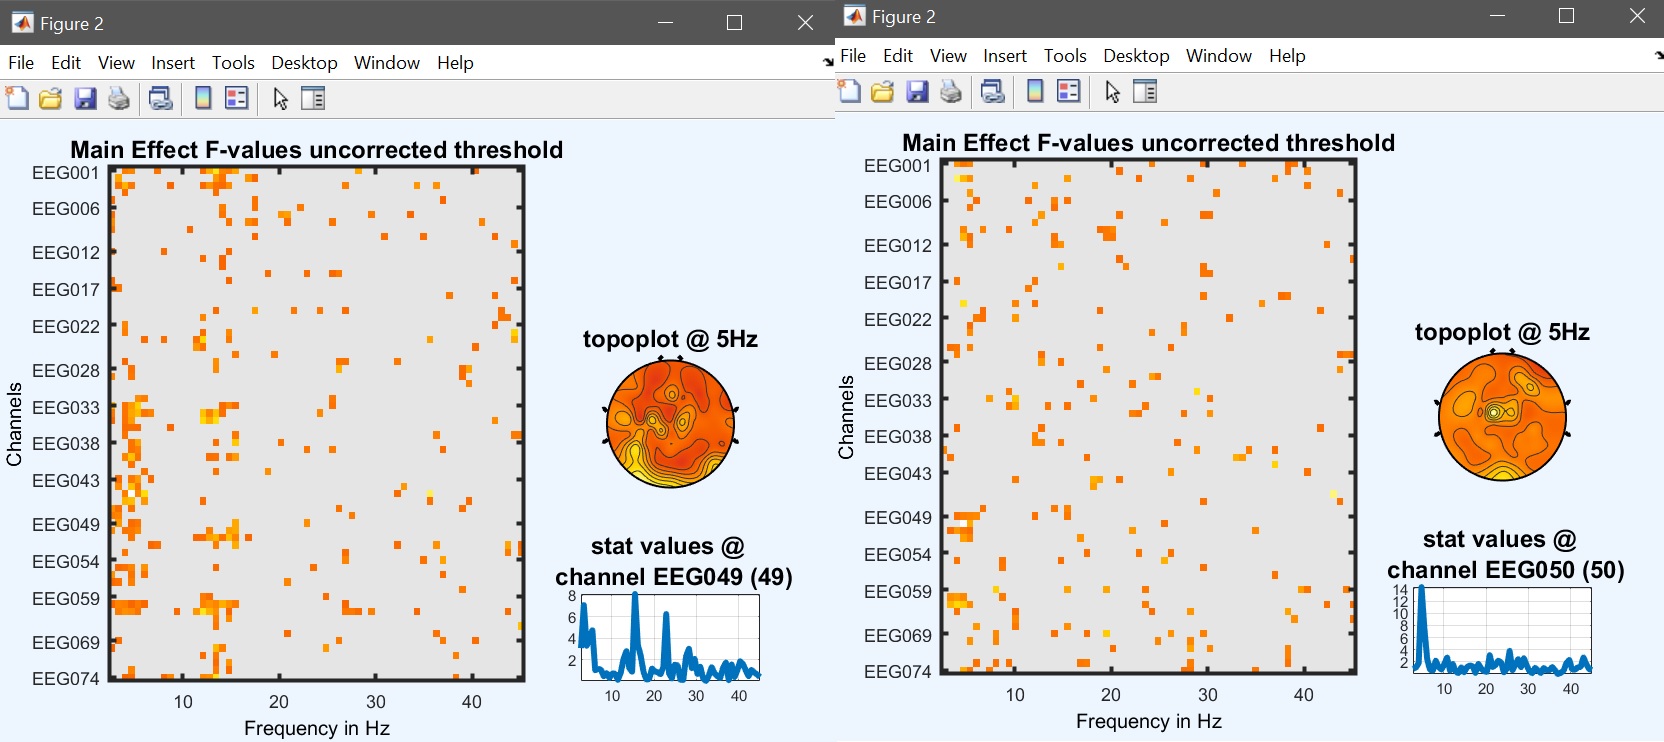 Figure 2
File Edit View Insert Tools Desktop Window Help
Main Effect F-values uncorrected threshold
EEG001
EEG006
EEG012
EEG017
EEG022
EEG028
EEG033
EEG038
EEG043
EEG049
EEG054
EEG059
EEG069
EEG074
Channels
10 20 30 40
Frequency in Hz
topoplot @ 5Hz
stat values @
channel EEG049 (49)
8
6
4
2
10 20 30 40
Figure 2
File Edit View Insert Tools Desktop Window Help
Main Effect F-values uncorrected threshold
EEG001
EEG006
EEG012
EEG017
EEG022
EEG028
EEG033
EEG038
EEG043
EEG049
EEG054
EEG059
EEG069
EEG074
Channels
10 20 30 40
Frequency in Hz
topoplot @ 5Hz
stat values @
channel EEG050 (50)
14
12
10
8
6
4
2
10 20 30 40